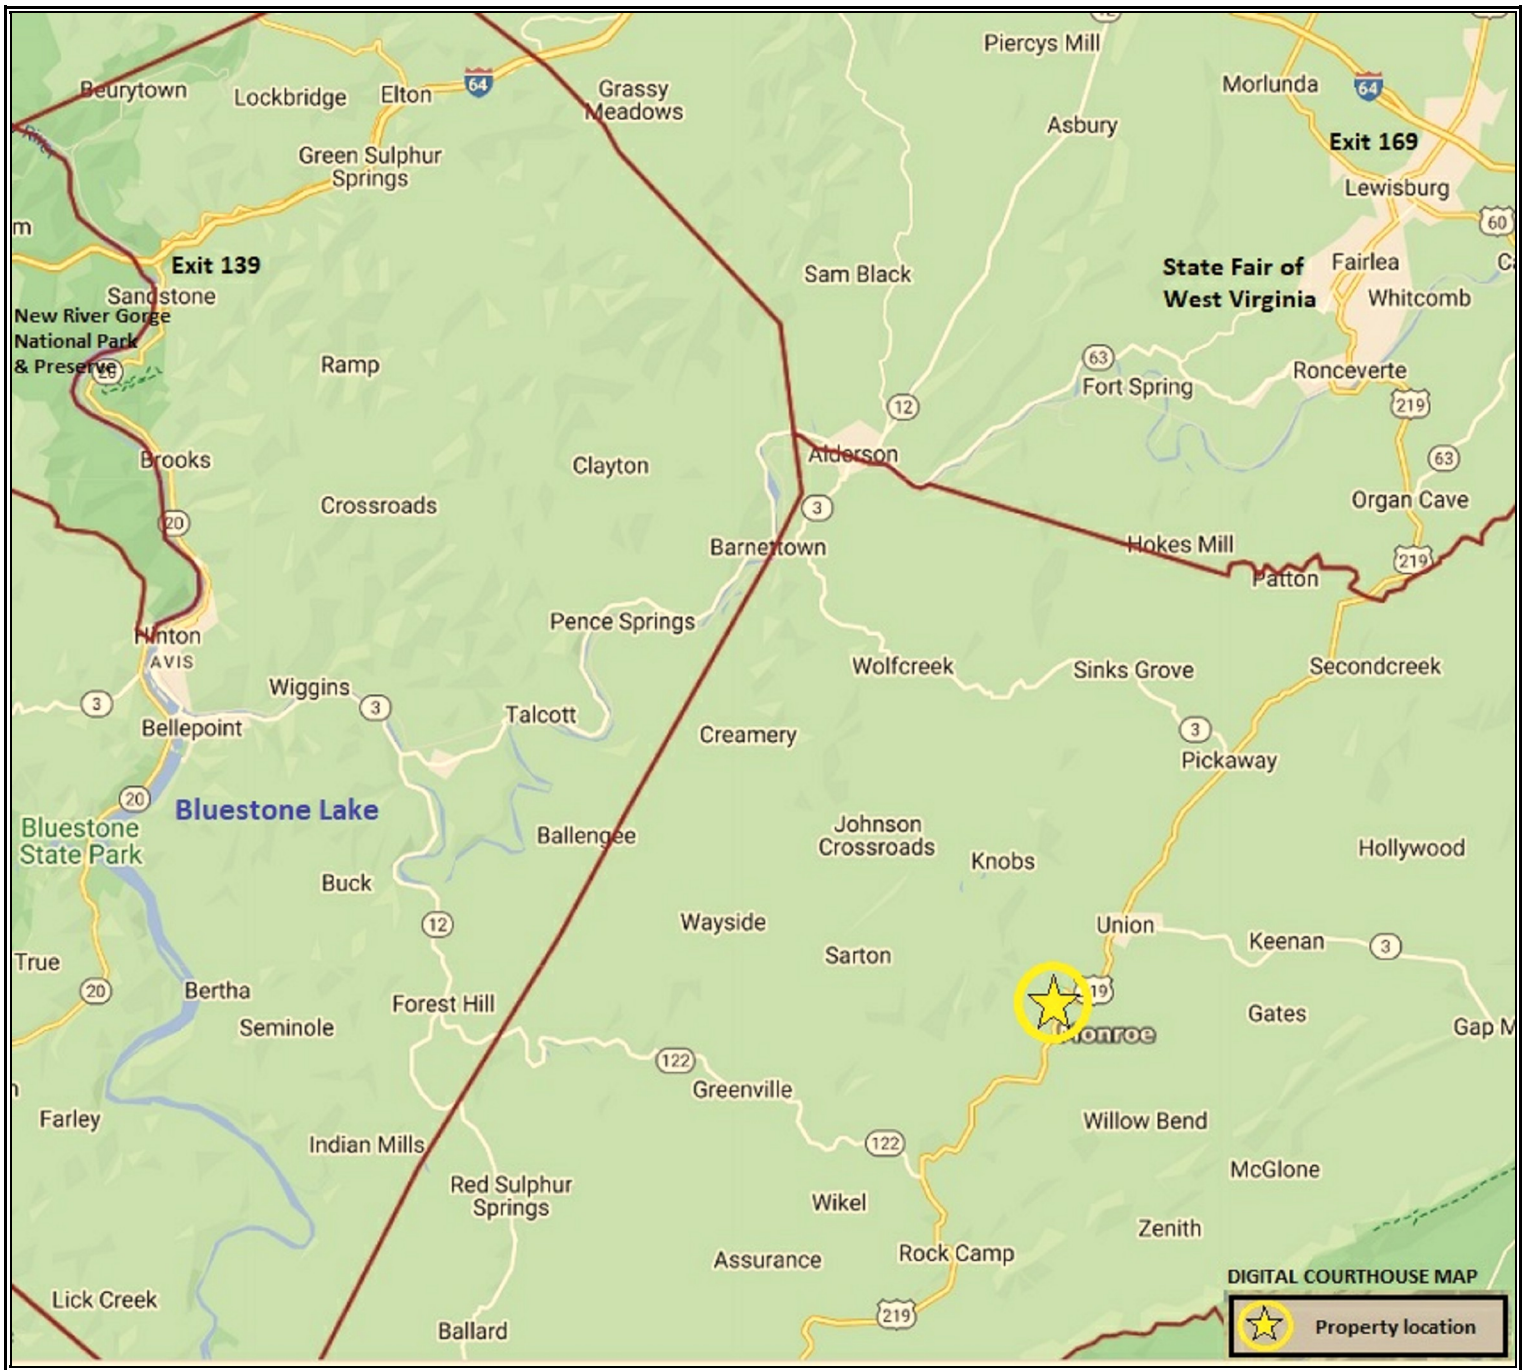 12
Piercys Mill
Beurytown
Lockbridge
Elton
64
Grassy
Meadows
Morlunda
64
Asbury
Exit 169
River
Green Sulphur
Springs
Lewisburg
m
60
Exit 139
Sam Black
State Fair of
West Virginia
Fairlea
Ca
Sandstone
Whitcomb
New River Gorge
National Park
& Preserve
20
Ramp
63
Fort Spring
Ronceverte
12
219
Brooks
Clayton
Alderson
63
Crossroads
3
Organ Cave
20
Barnettown
Hokes Mill
219
Patton
Pence Springs
Hinton
AVIS
Wolfcreek
Sinks Grove
Secondcreek
Wiggins
3
3
Talcott
Bellepoint
Creamery
3
Pickaway
20
Bluestone Lake
Bluestone
State Park
Ballengee
Johnson
Crossroads
Knobs
Hollywood
Buck
12
Wayside
Union
Keenan
3
True
Sarton
20
Bertha
219
Forest Hill
Seminole
Gates
Gap M
Monroe
122
Greenville
Farley
Willow Bend
Indian Mills
122
McGlone
Red Sulphur
Springs
Wikel
Zenith
Assurance
Rock Camp
DIGITAL COURTHOUSE MAP
Lick Creek
219
Property location
Ballard